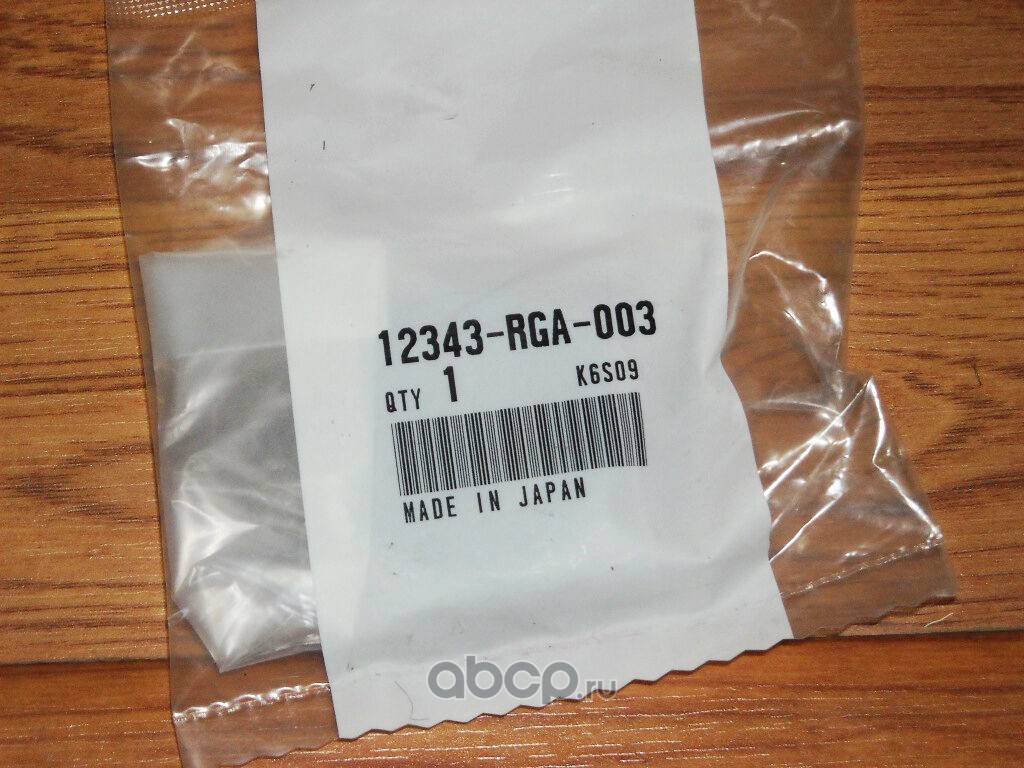 12343-RGA-003
QTY 1 K6S09
MADE IN JAPAN
abcp.ru